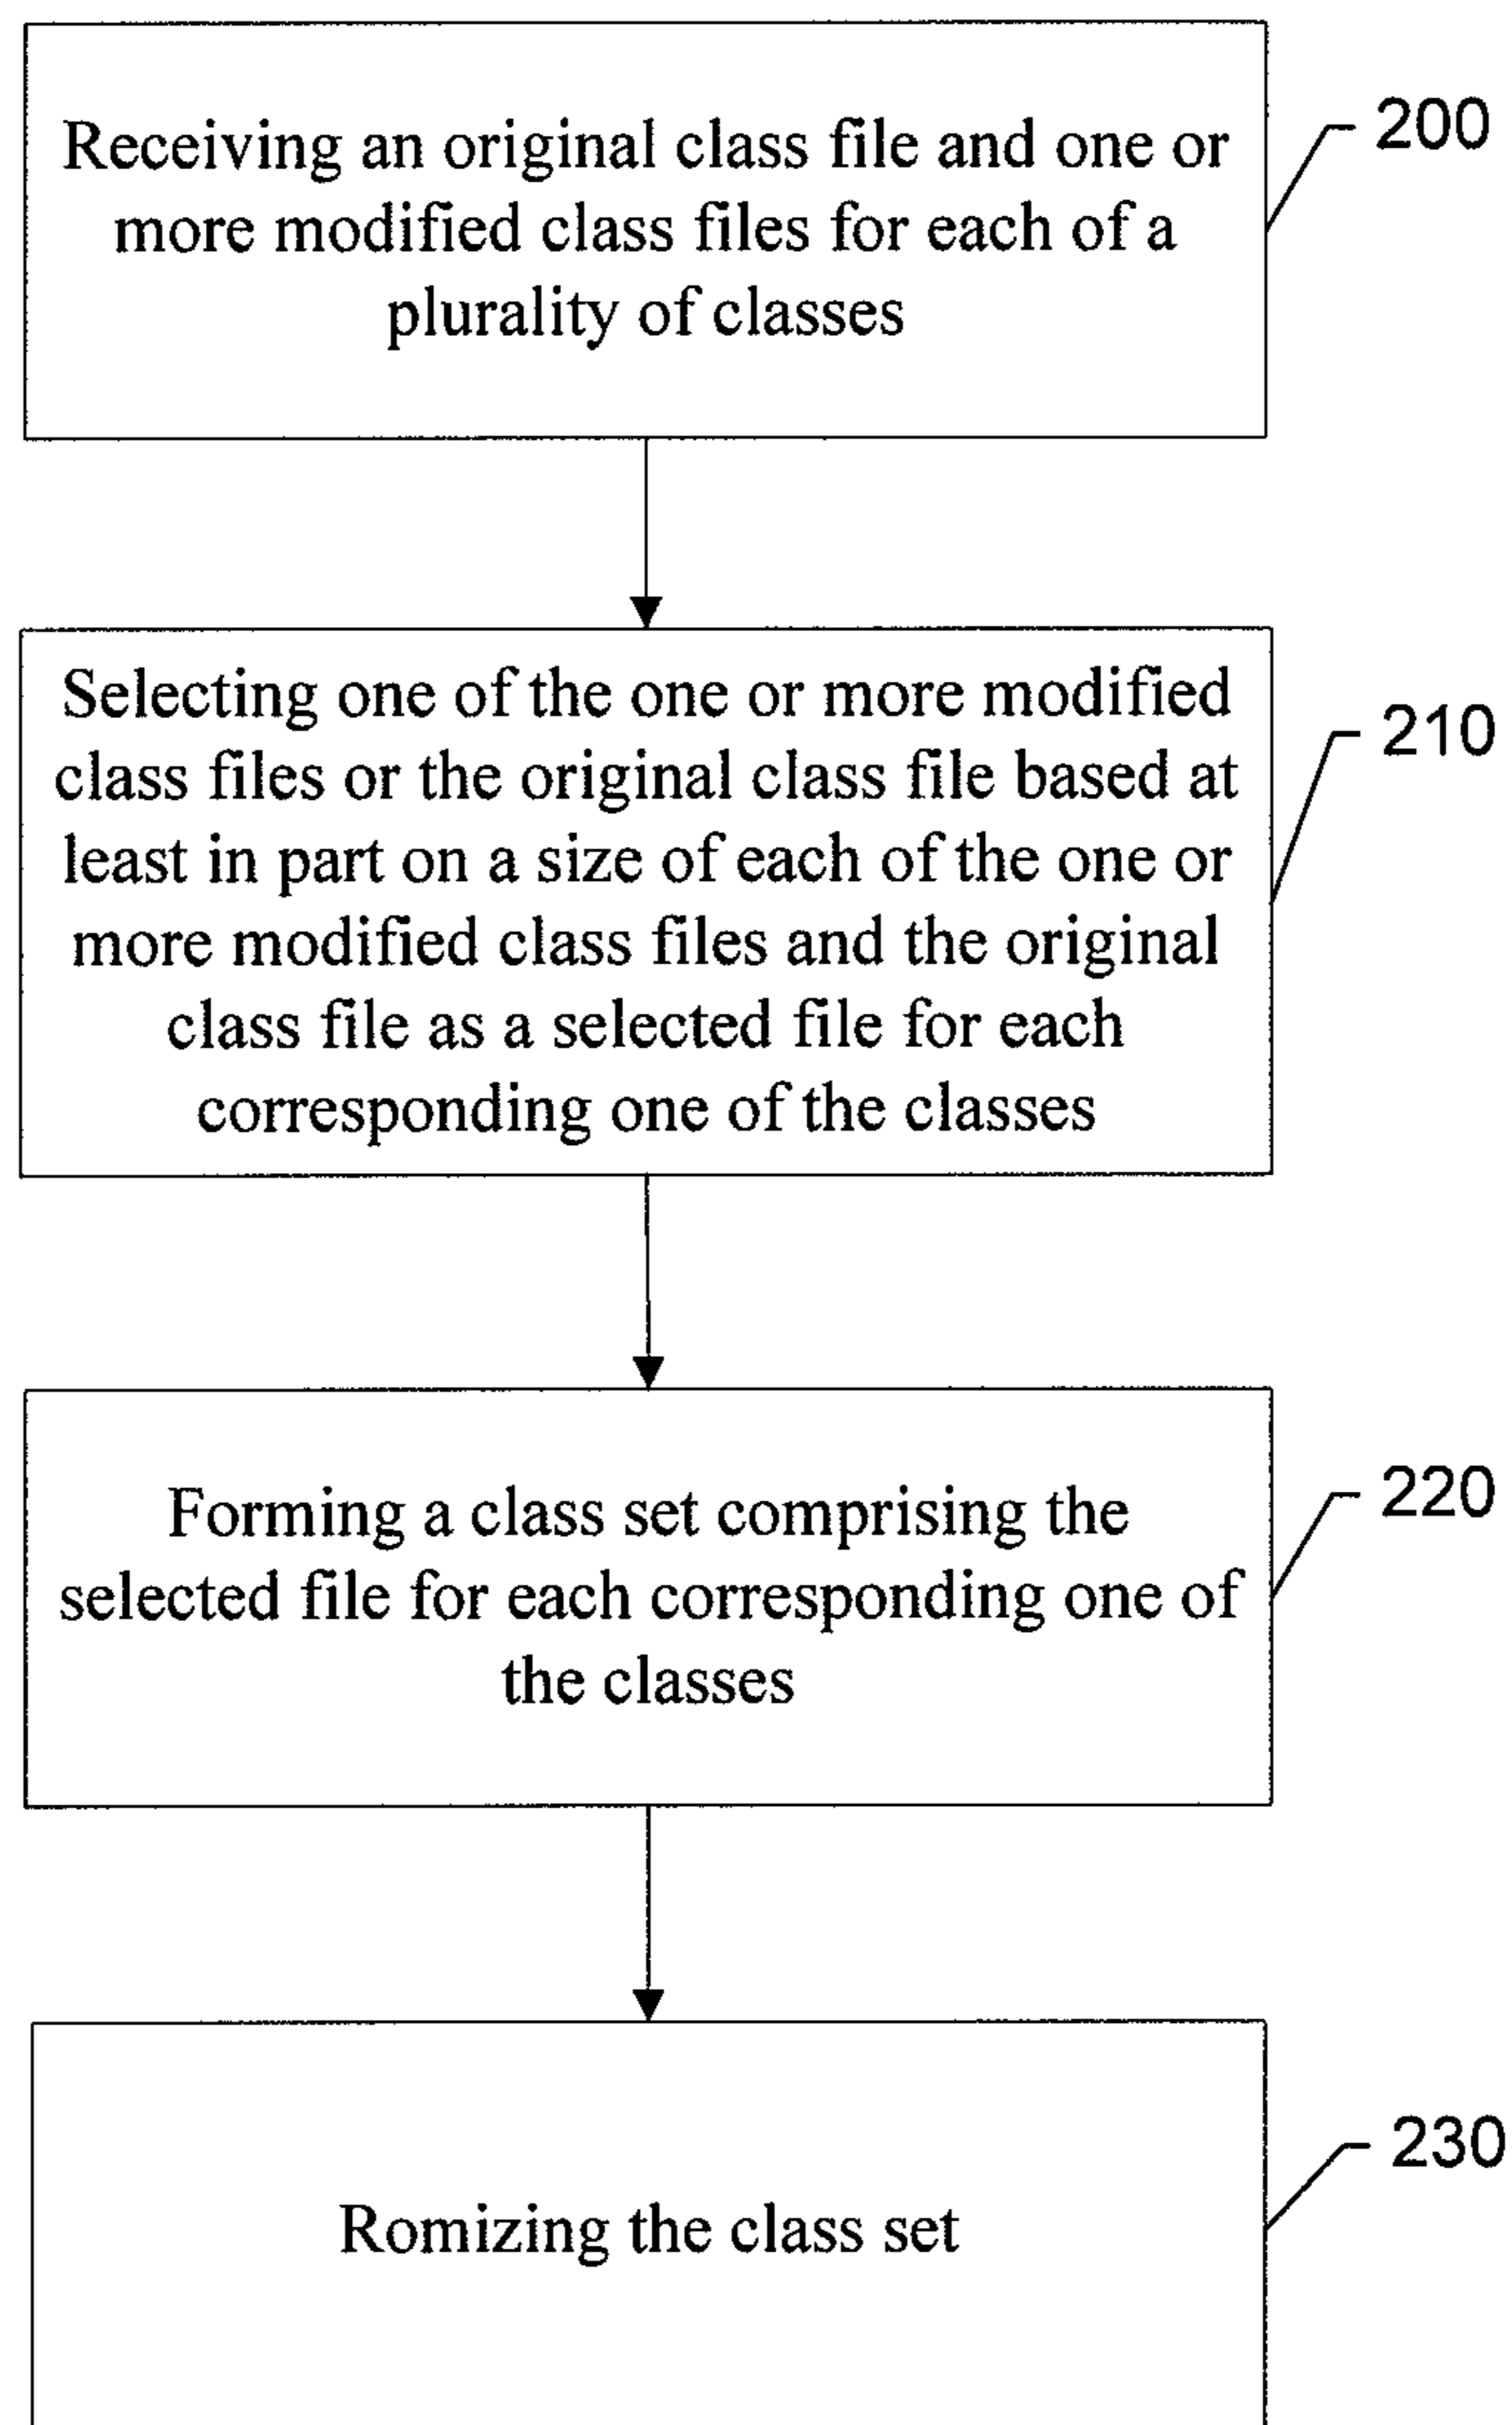 Receiving an original class file and one or
more modified class files for each of a
plurality of classes
200
Selecting one of the one or more modified
class files or the original class file based at
least in part on a size of each of the one or
more modified class files and the original
class file as a selected file for each
corresponding one of the classes
210
Forming a class set comprising the
selected file for each corresponding one of
the classes
220
Romizing the class set
230